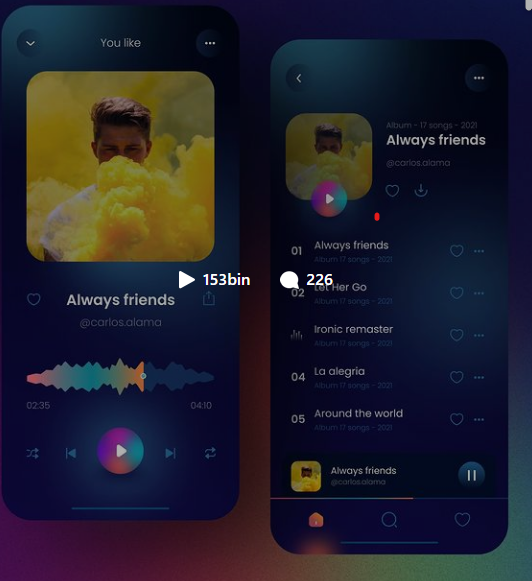 You like
Always friends
@carlos.alama
02:35
04:10
153bin
226
Album - 17 songs - 2021
Always friends
@carlos.alama
01
Always friends
Album 17 songs - 2021
02
Let Her Go
Album 17 songs - 2021
Ironic remaster
Album 17 songs - 2021
04
La alegria
Album 17 songs - 2021
05
Around the world
Album 17 songs - 2021
Always friends
@carlos.alama